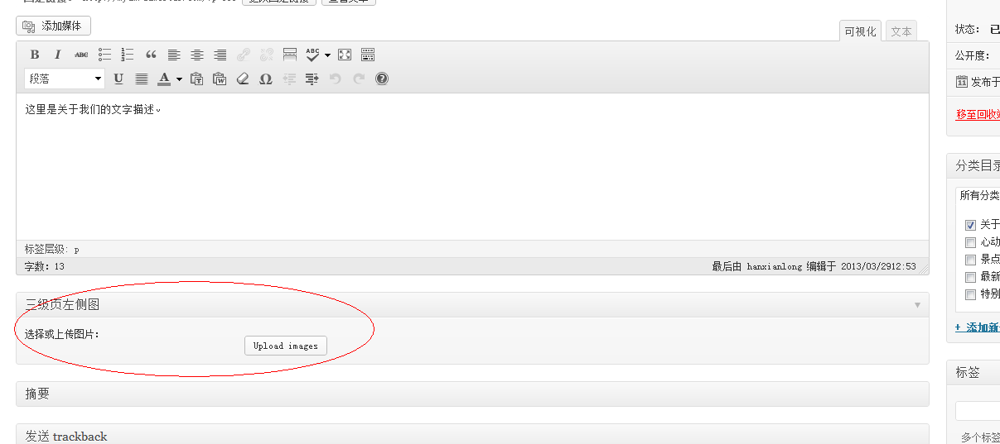 添加媒体
可视化
文本
状态:
公开度:
段落
11 发布于
这里是关于我们的文字描述。
移至回收
分类目录
所有分类
关于
心动
标签层级: p
景点
字数: 13
最后由 hanxianlong 编辑于 2013/03/2912:53
最新
特别
三级页左侧图
+ 添加新
选择或上传图片:
Upload images
标签
摘要
发送 trackback
多个标签